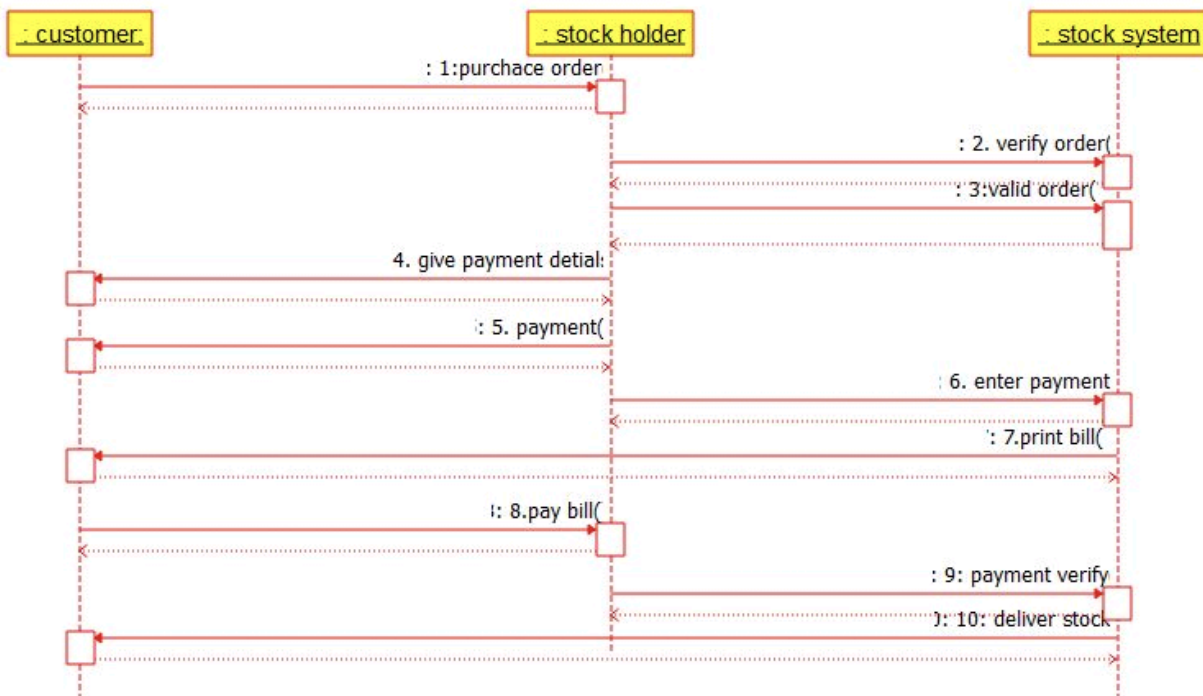 : customer:
: stock holder
: stock system
: 1:purchace order
: 2. verify order(
: 3:valid order(
4. give payment detial
: 5. payment(
: 6. enter payment
: 7.print bill(
: 8.pay bill(
: 9: payment verify
: 10: deliver stock